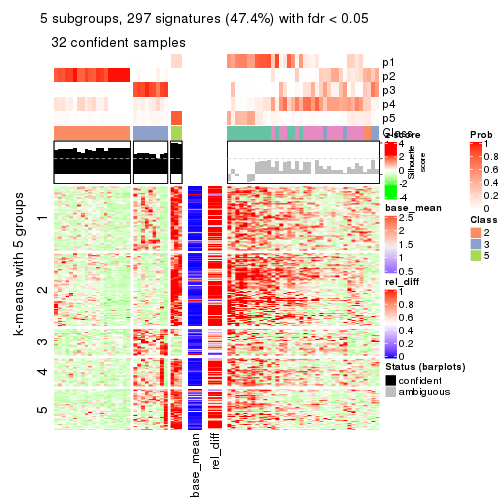 5 subgroups, 297 signatures (47.4%) with fdr < 0.05
32 confident samples
p1
p2
p3
p4
p5
Class
z-score
4
2
0
-2
-4
Silhouette
score
Prob
1
0.8
0.6
0.4
0.2
0
Class
2
3
5
base_mean
2.5
2
1.5
1
0.5
rel_diff
1
0.8
0.6
0.4
0.2
0
Status (barplots)
confident
ambiguous
k-means with 5 groups
1
2
3
4
5
base_mean
rel_diff